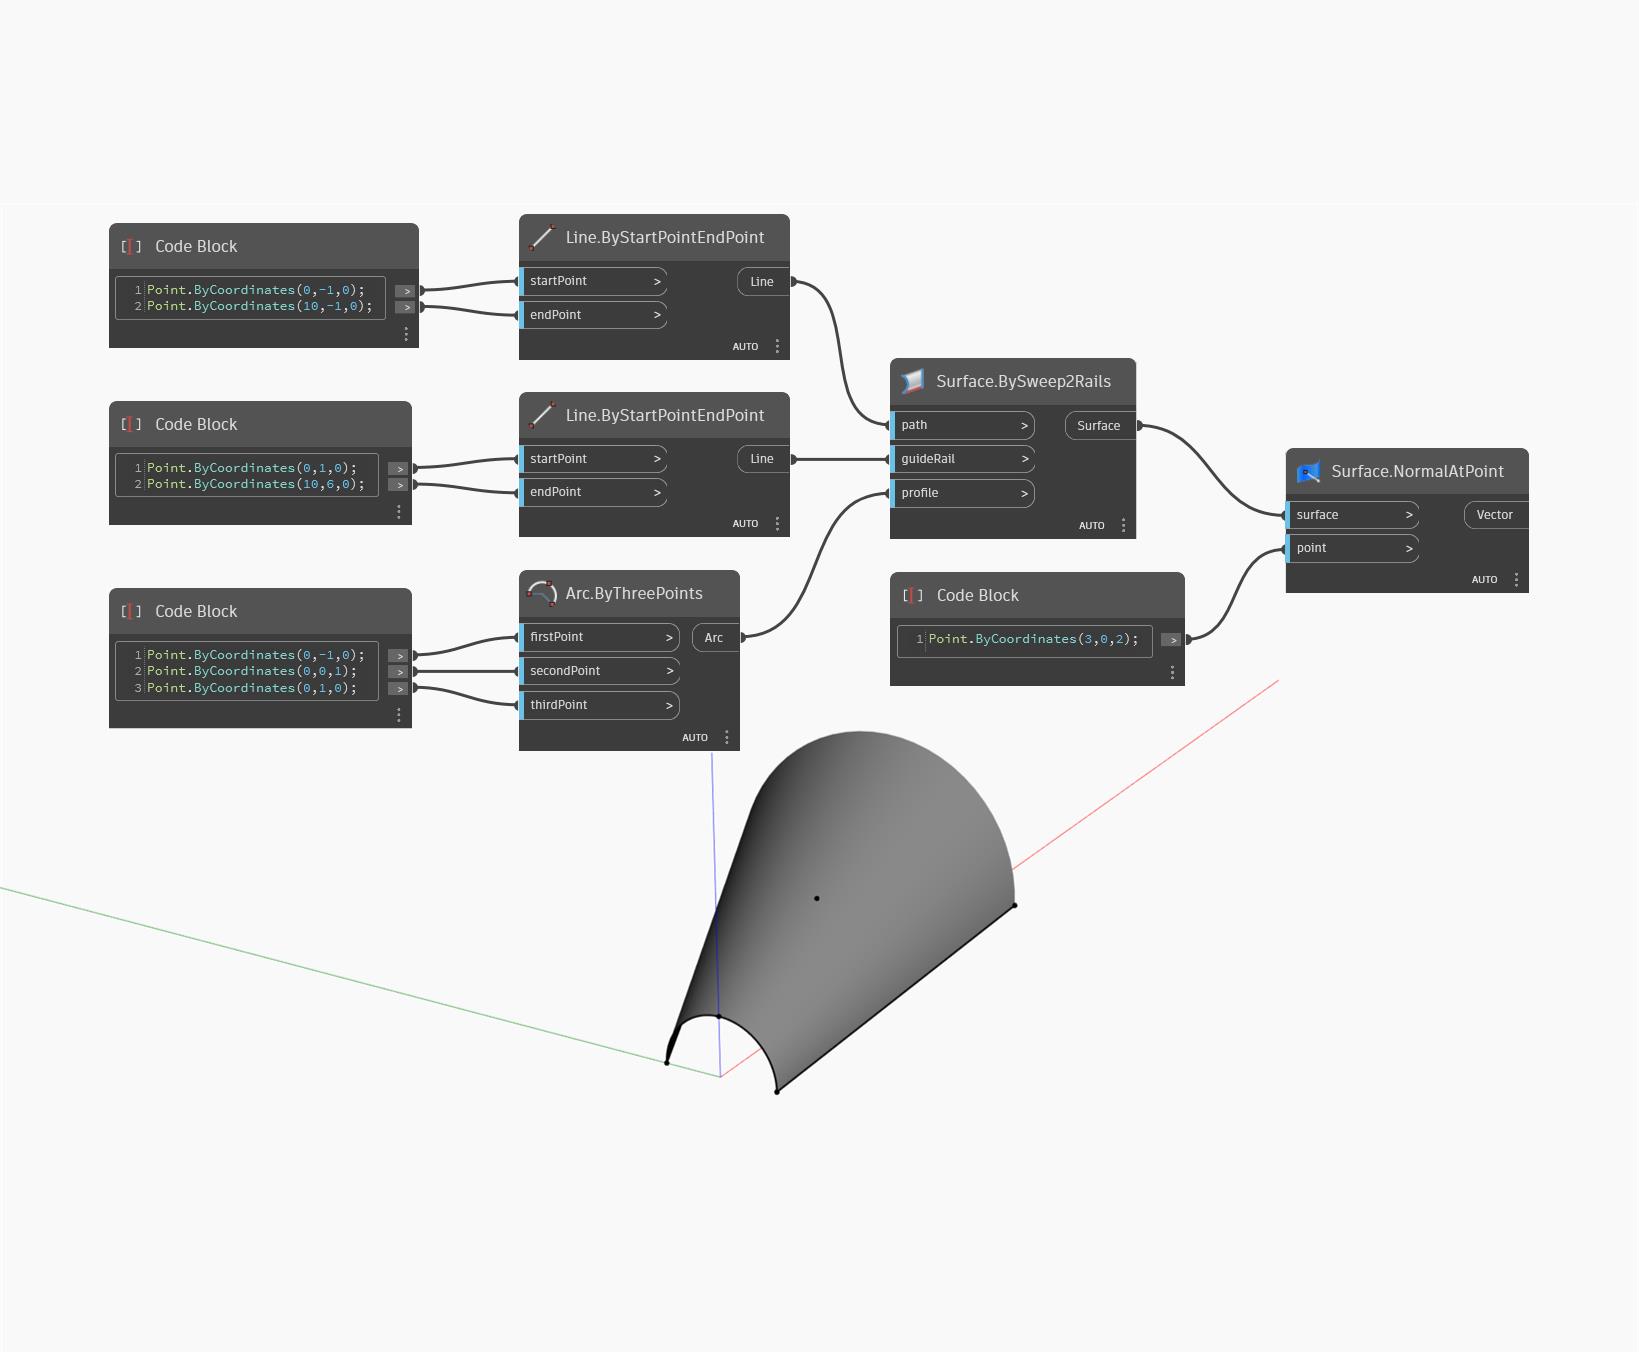 Code Block
1 Point.ByCoordinates(0,-1,0); >
2 Point.ByCoordinates(10,-1,0); >
Line.ByStartPointEndPoint
startPoint > Line
endPoint >
AUTO
Code Block
1 Point.ByCoordinates(0,1,0); >
2 Point.ByCoordinates(10,6,0); >
Line.ByStartPointEndPoint
startPoint > Line
endPoint >
AUTO
Code Block
1 Point.ByCoordinates(0,-1,0); >
2 Point.ByCoordinates(0,0,1); >
3 Point.ByCoordinates(0,1,0); >
Arc.ByThreePoints
firstPoint > Arc
secondPoint >
thirdPoint >
AUTO
Surface.BySweep2Rails
path > Surface
guideRail >
profile >
AUTO
Code Block
1 Point.ByCoordinates(3,0,2); >
Surface.NormalAtPoint
surface > Vector
point >
AUTO